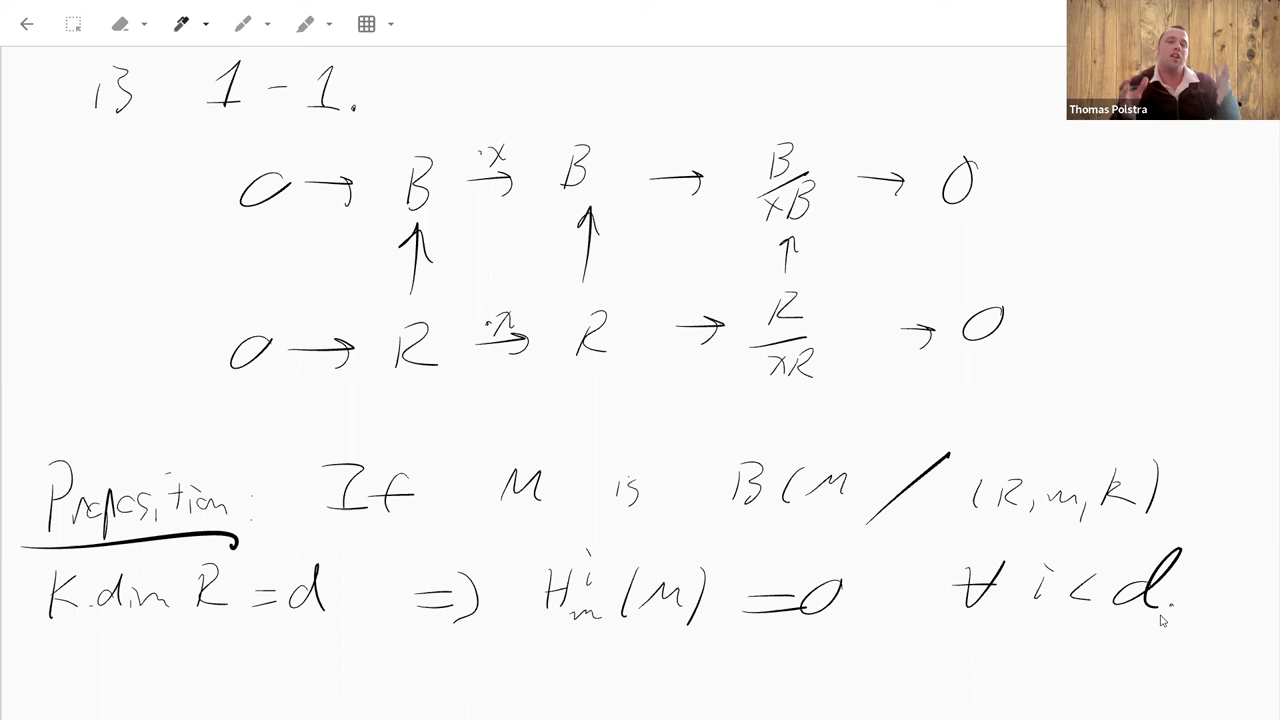 Thomas Polstra
is 1-1.
0 → B →·x B → B/xB → 0
↑ ↑ ↑
0 → R →·x R → R/xR → 0
Proposition: If M is BCM / (R, m, k)
K.dim R = d ⇒ H^i_m(M) = 0 ∀ i < d.